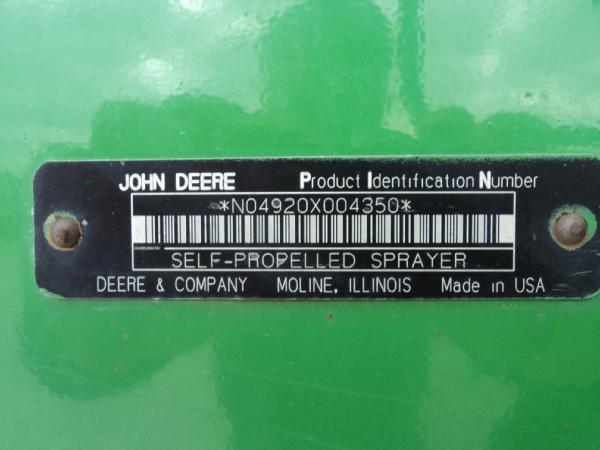 JOHN DEERE Product Identification Number
*N04920X004350*
SELF-PROPELLED SPRAYER
DEERE & COMPANY MOLINE, ILLINOIS Made in USA